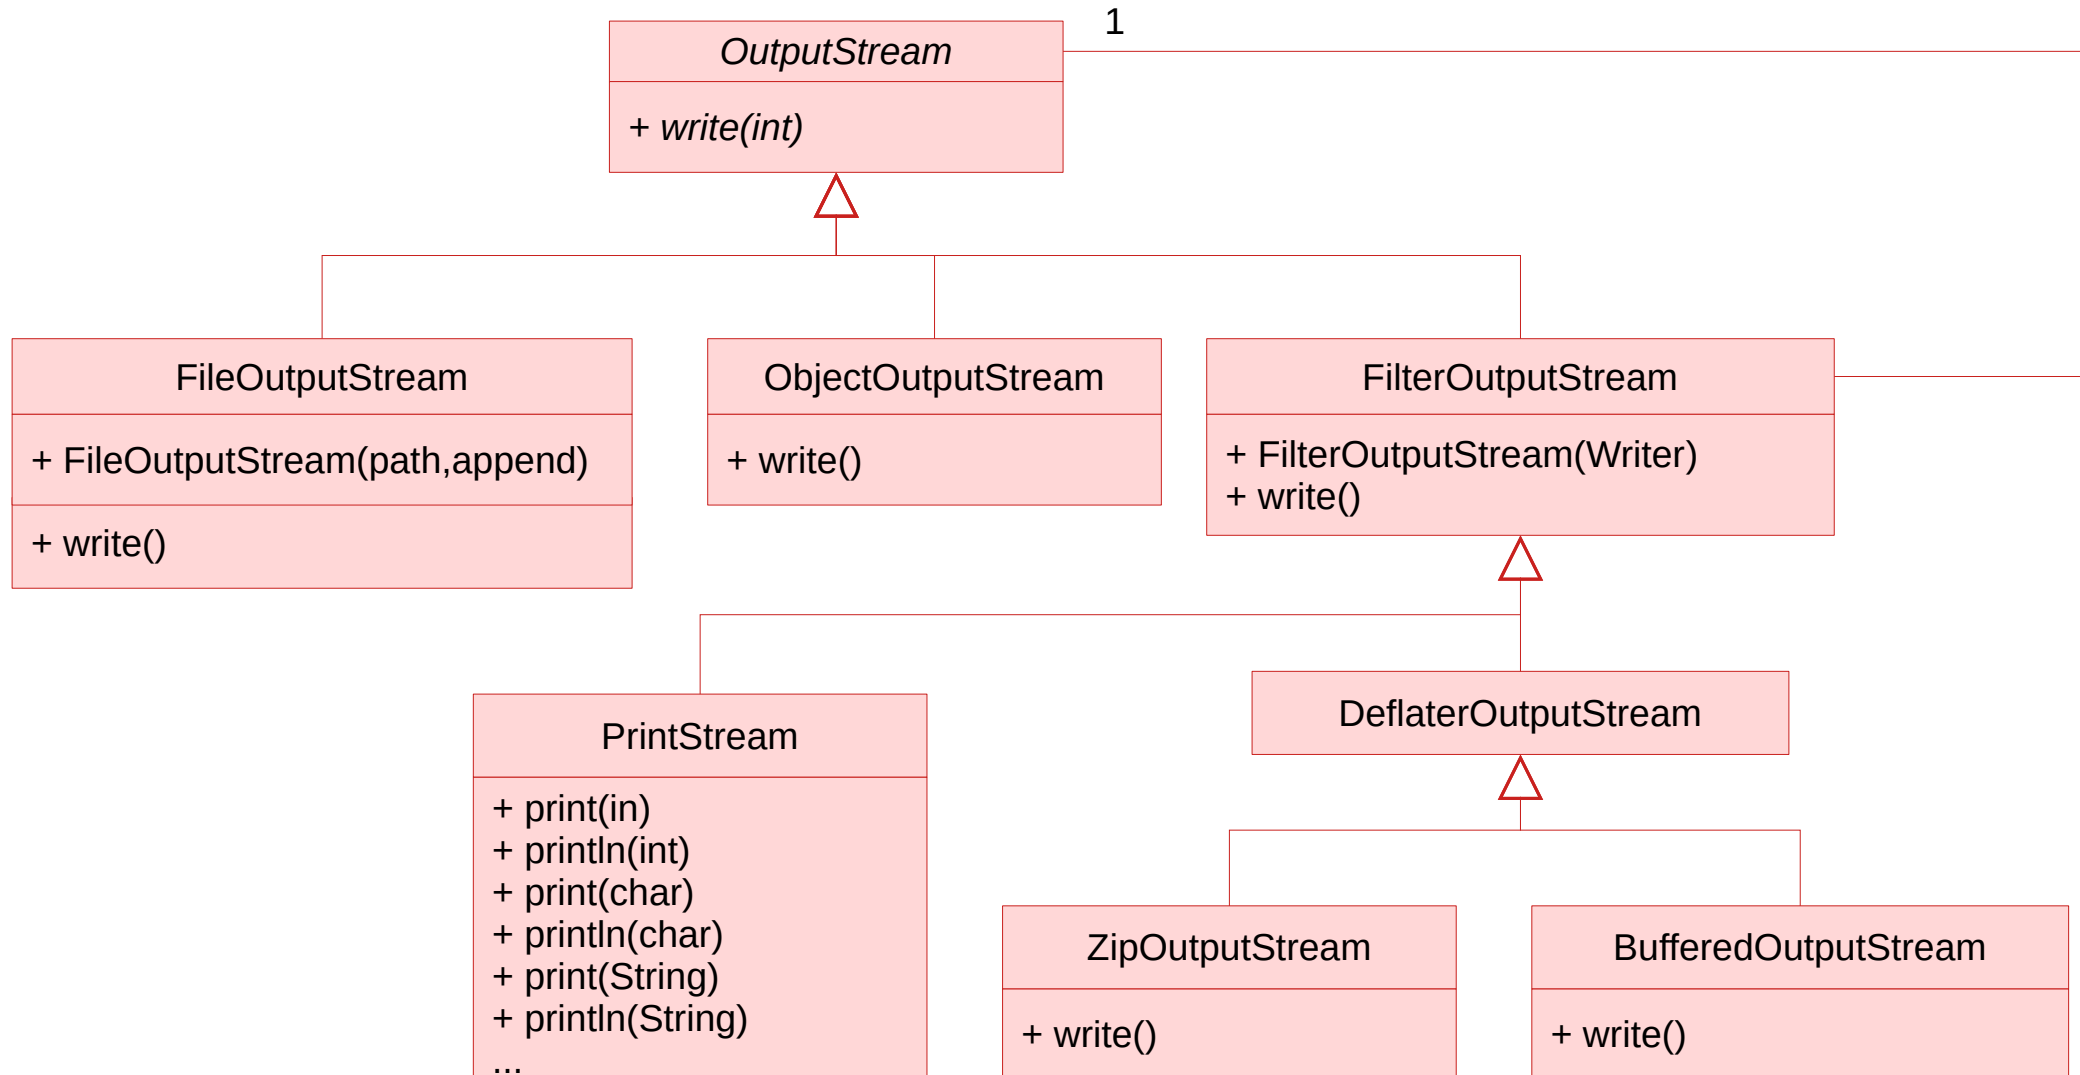 1
OutputStream
+ write(int)
FileOutputStream
+ FileOutputStream(path,append)
+ write()
ObjectOutputStream
+ write()
FilterOutputStream
+ FilterOutputStream(Writer)
+ write()
PrintStream
+ print(in)
+ println(int)
+ print(char)
+ println(char)
+ print(String)
+ println(String)
...
DeflaterOutputStream
ZipOutputStream
+ write()
BufferedOutputStream
+ write()